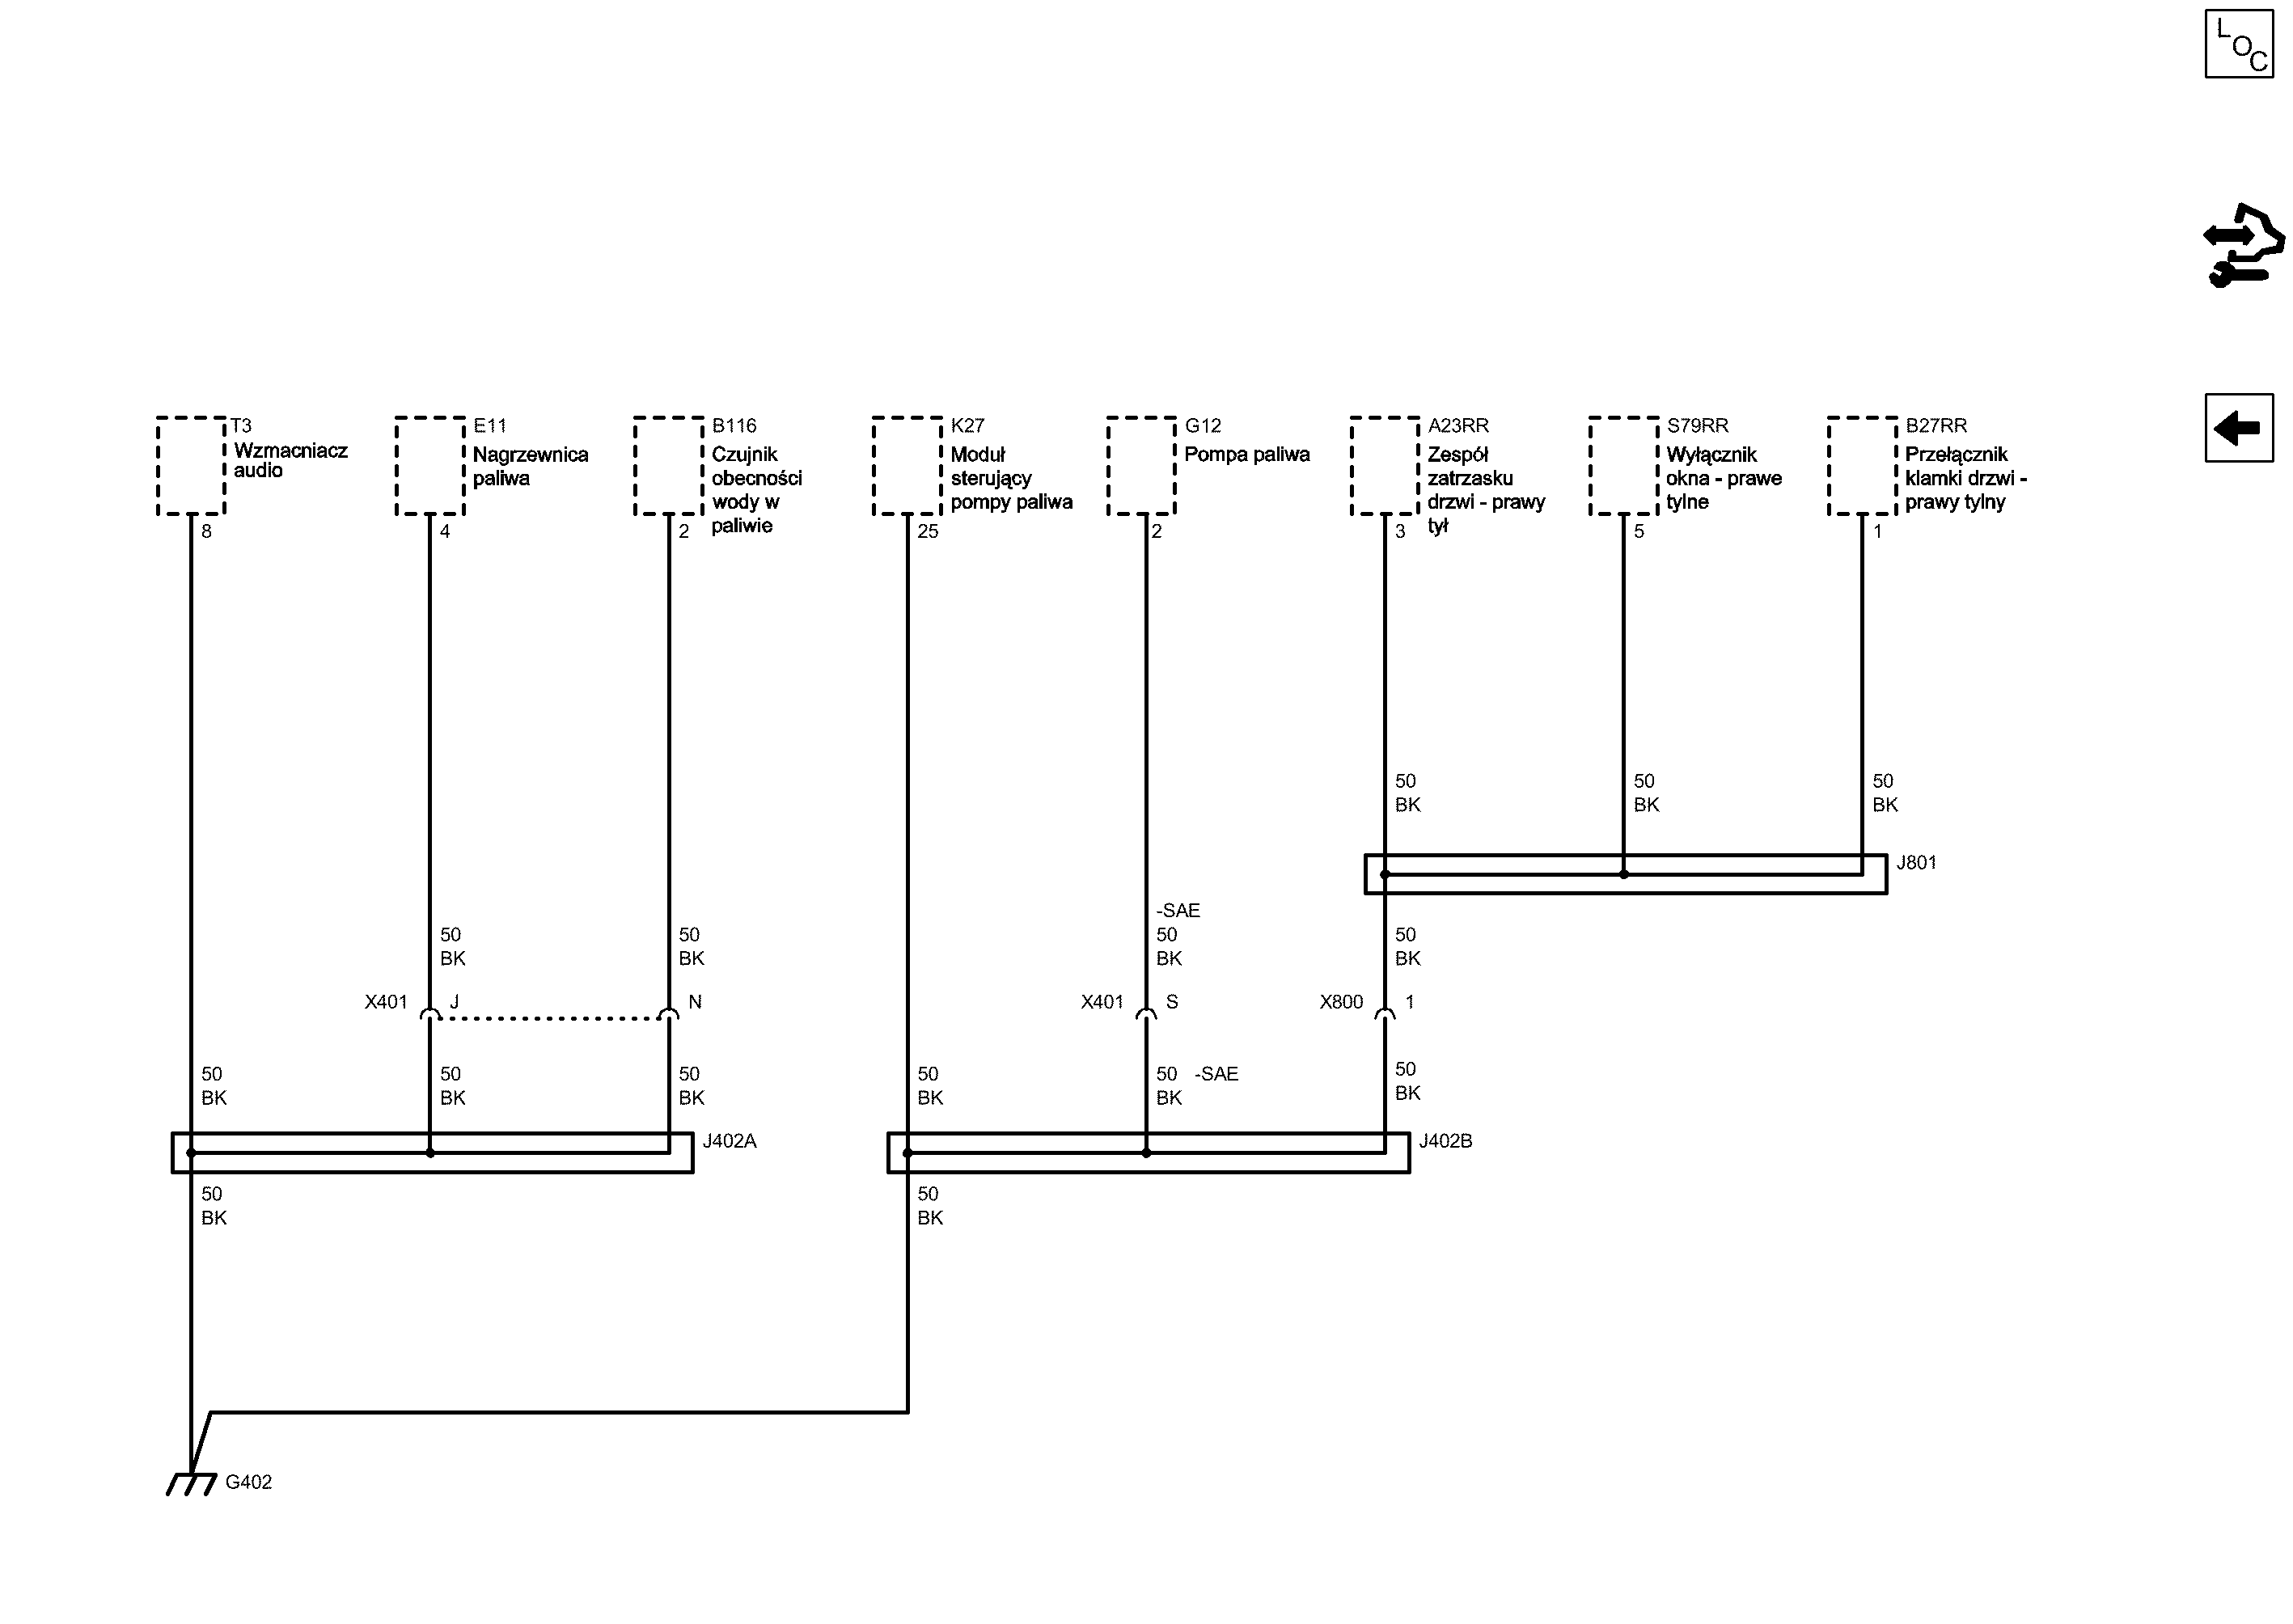 LOC
T3
Wzmacniacz
audio
E11
Nagrzewnica
paliwa
B116
Czujnik
obecności
wody w
paliwie
K27
Moduł
sterujący
pompy paliwa
G12
Pompa paliwa
A23RR
Zespół
zatrzasku
drzwi - prawy
tył
S79RR
Wyłącznik
okna - prawe
tylne
B27RR
Przełącznik
klamki drzwi -
prawy tylny
8
4
2
25
2
3
5
1
50
BK
50
BK
50
BK
J801
50
BK
50
BK
-SAE
50
BK
50
BK
X401
J
N
X401
S
X800
1
50
BK
50
BK
50
BK
50
BK
50 -SAE
BK
50
BK
J402A
J402B
50
BK
50
BK
G402